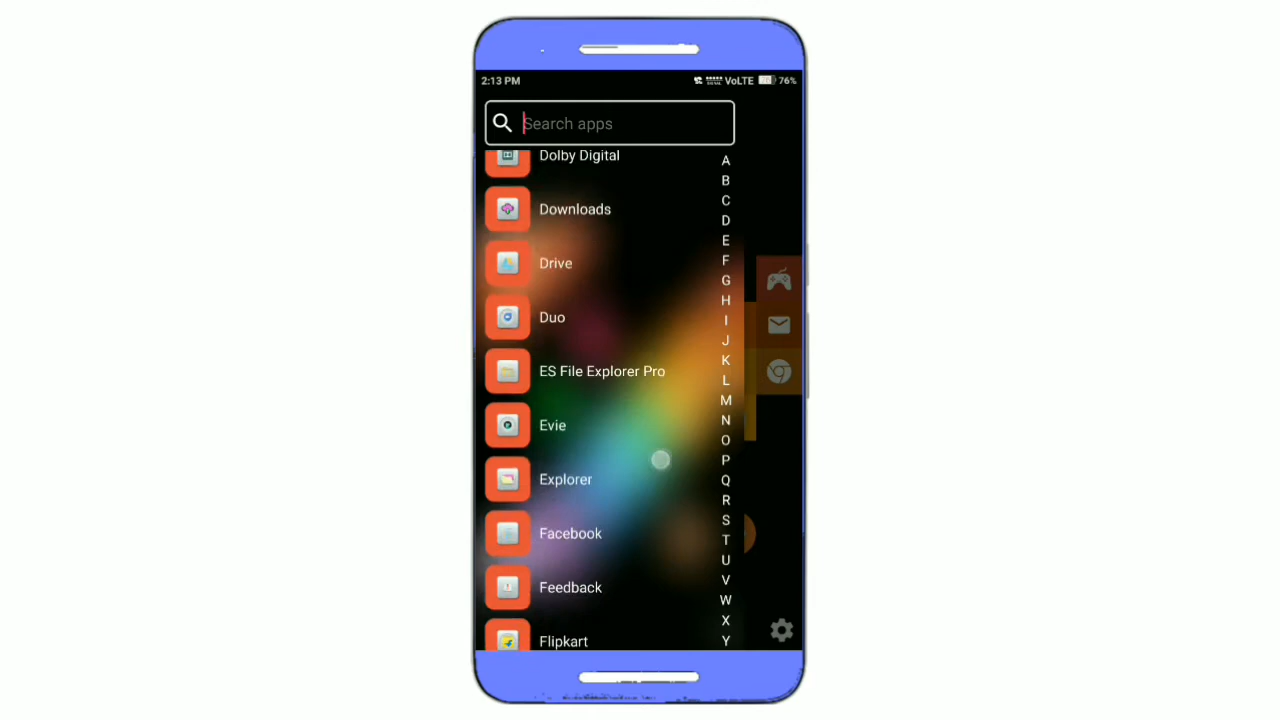 2:13 PM
VoLTE 76%
Search apps
Dolby Digital
Downloads
Drive
Duo
ES File Explorer Pro
Evie
Explorer
Facebook
Feedback
Flipkart
A
B
C
D
E
F
G
H
I
J
K
L
M
N
O
P
Q
R
S
T
U
V
W
X
Y